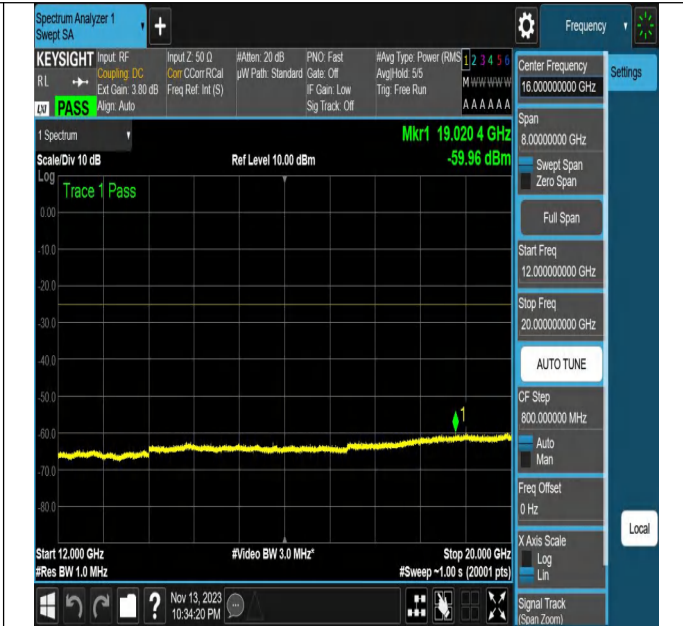 Spectrum Analyzer 1
Swept SA
+
Frequency
KEYSIGHT
RL
LXI PASS
Input: RF
Coupling: DC
Ext Gain: 3.80 dB
Align: Auto
Input Z: 50 Ω
Corr CCorr RCal
Freq Ref: Int (S)
#Atten: 20 dB
µW Path: Standard
PNO: Fast
Gate: Off
IF Gain: Low
Sig Track: Off
#Avg Type: Power (RMS
Avg|Hold: 5/5
Trig: Free Run
1 2 3 4 5 6
M W W W W W
A A A A A A
1 Spectrum
Scale/Div 10 dB
Ref Level 10.00 dBm
Mkr1 19.020 4 GHz
-59.96 dBm
Log
Trace 1 Pass
0.00
-10.0
-20.0
-30.0
-40.0
-50.0
-60.0
-70.0
-80.0
1
Start 12.000 GHz
#Video BW 3.0 MHz*
Stop 20.000 GHz
#Res BW 1.0 MHz
#Sweep ~1.00 s (20001 pts)
?
Nov 13, 2023
10:34:20 PM
Center Frequency
16.00000000 GHz
Settings
Span
8.00000000 GHz
Swept Span
Zero Span
Full Span
Start Freq
12.000000000 GHz
Stop Freq
20.000000000 GHz
AUTO TUNE
CF Step
800.000000 MHz
Auto
Man
Freq Offset
0 Hz
X Axis Scale
Log
Lin
Local
Signal Track
(Span Zoom)